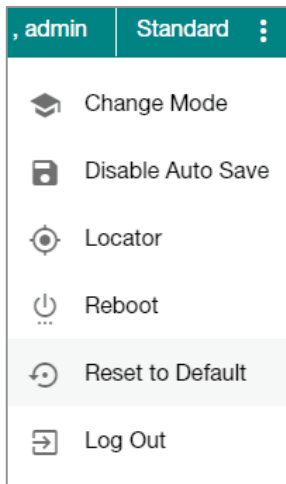 , admin Standard
Change Mode
Disable Auto Save
Locator
Reboot
Reset to Default
Log Out